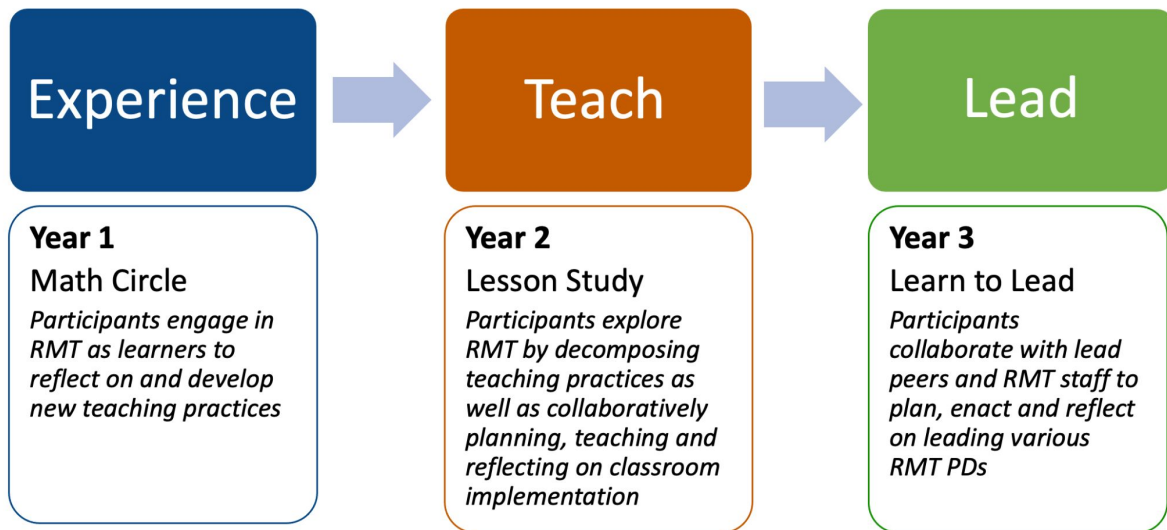 Experience
Teach
Lead
Year 1
Math Circle
Participants engage in
RMT as learners to
reflect on and develop
new teaching practices
Year 2
Lesson Study
Participants explore
RMT by decomposing
teaching practices as
well as collaboratively
planning, teaching and
reflecting on classroom
implementation
Year 3
Learn to Lead
Participants
collaborate with lead
peers and RMT staff to
plan, enact and reflect
on leading various
RMT PDs